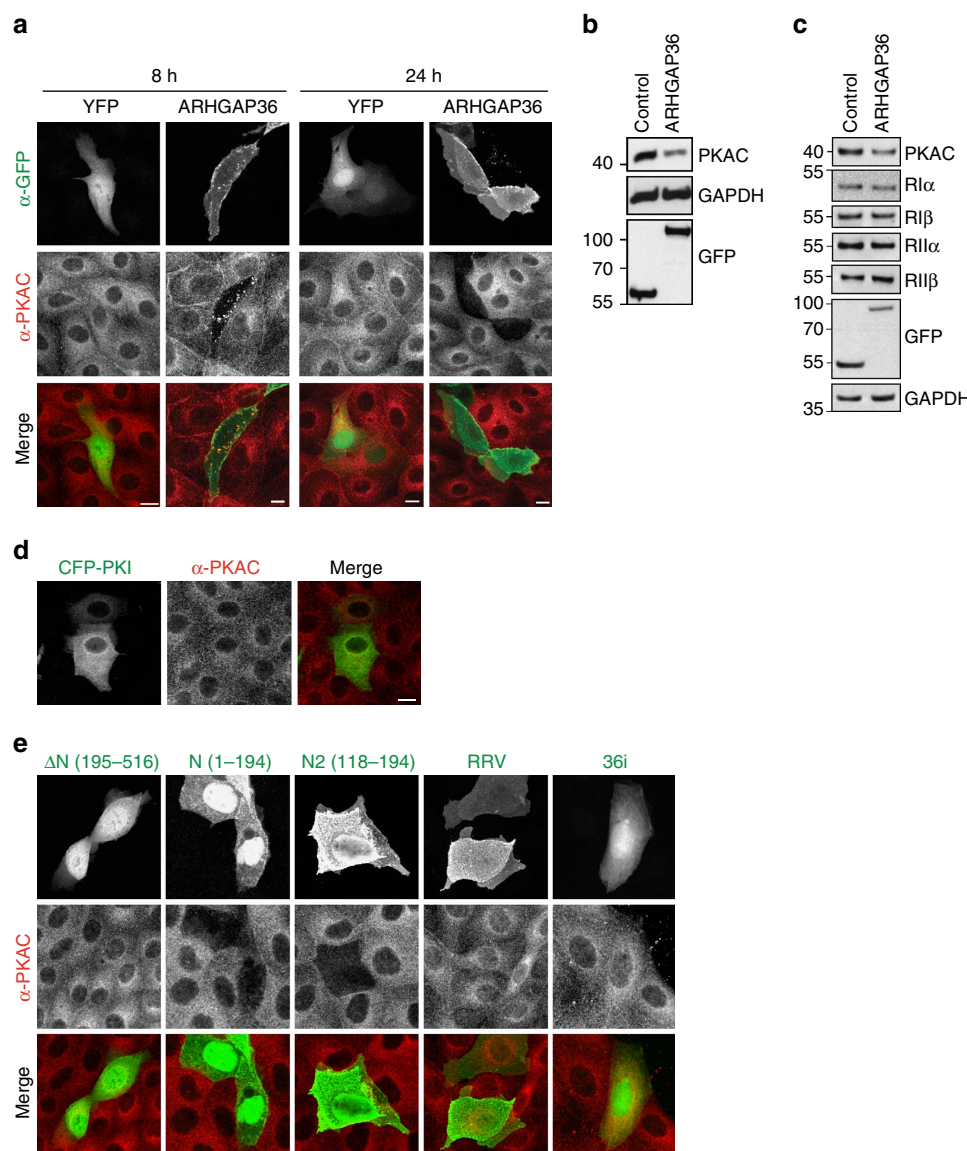 a
8 h
24 h
YFP
ARHGAP36
YFP
ARHGAP36
α-GFP
α-PKAC
Merge
b
Control
ARHGAP36
40
PKAC
GAPDH
100
70
55
GFP
c
Control
ARHGAP36
40
PKAC
55
RIα
55
RIβ
55
RIIα
55
RIIβ
100
70
55
GFP
35
GAPDH
d
CFP-PKI
α-PKAC
Merge
e
ΔN (195–516)
N (1–194)
N2 (118–194)
RRV
36i
α-PKAC
Merge